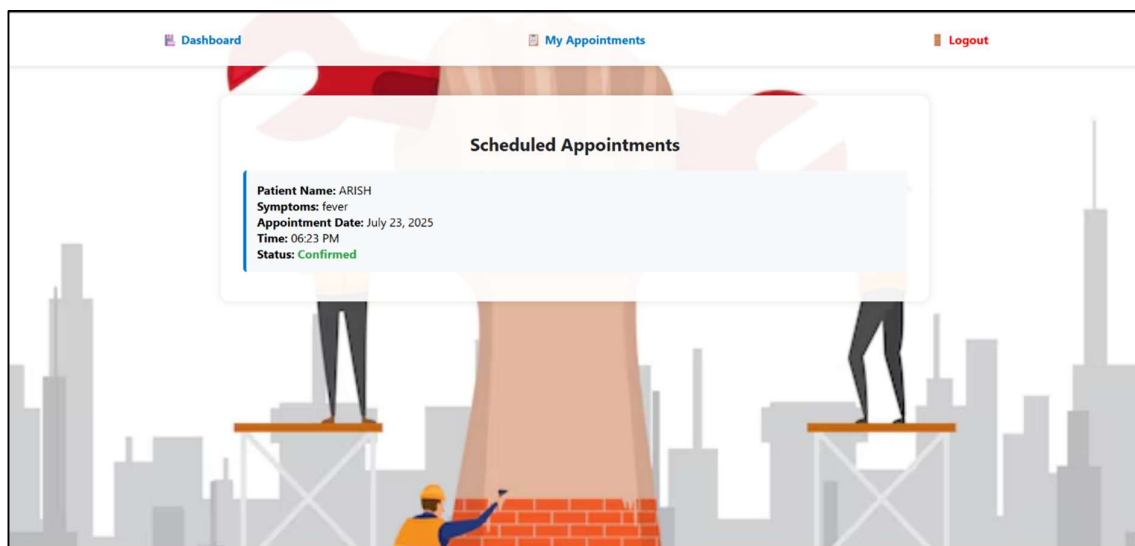 Dashboard
My Appointments
Logout
Scheduled Appointments
Patient Name: ARISH
Symptoms: fever
Appointment Date: July 23, 2025
Time: 06:23 PM
Status: Confirmed